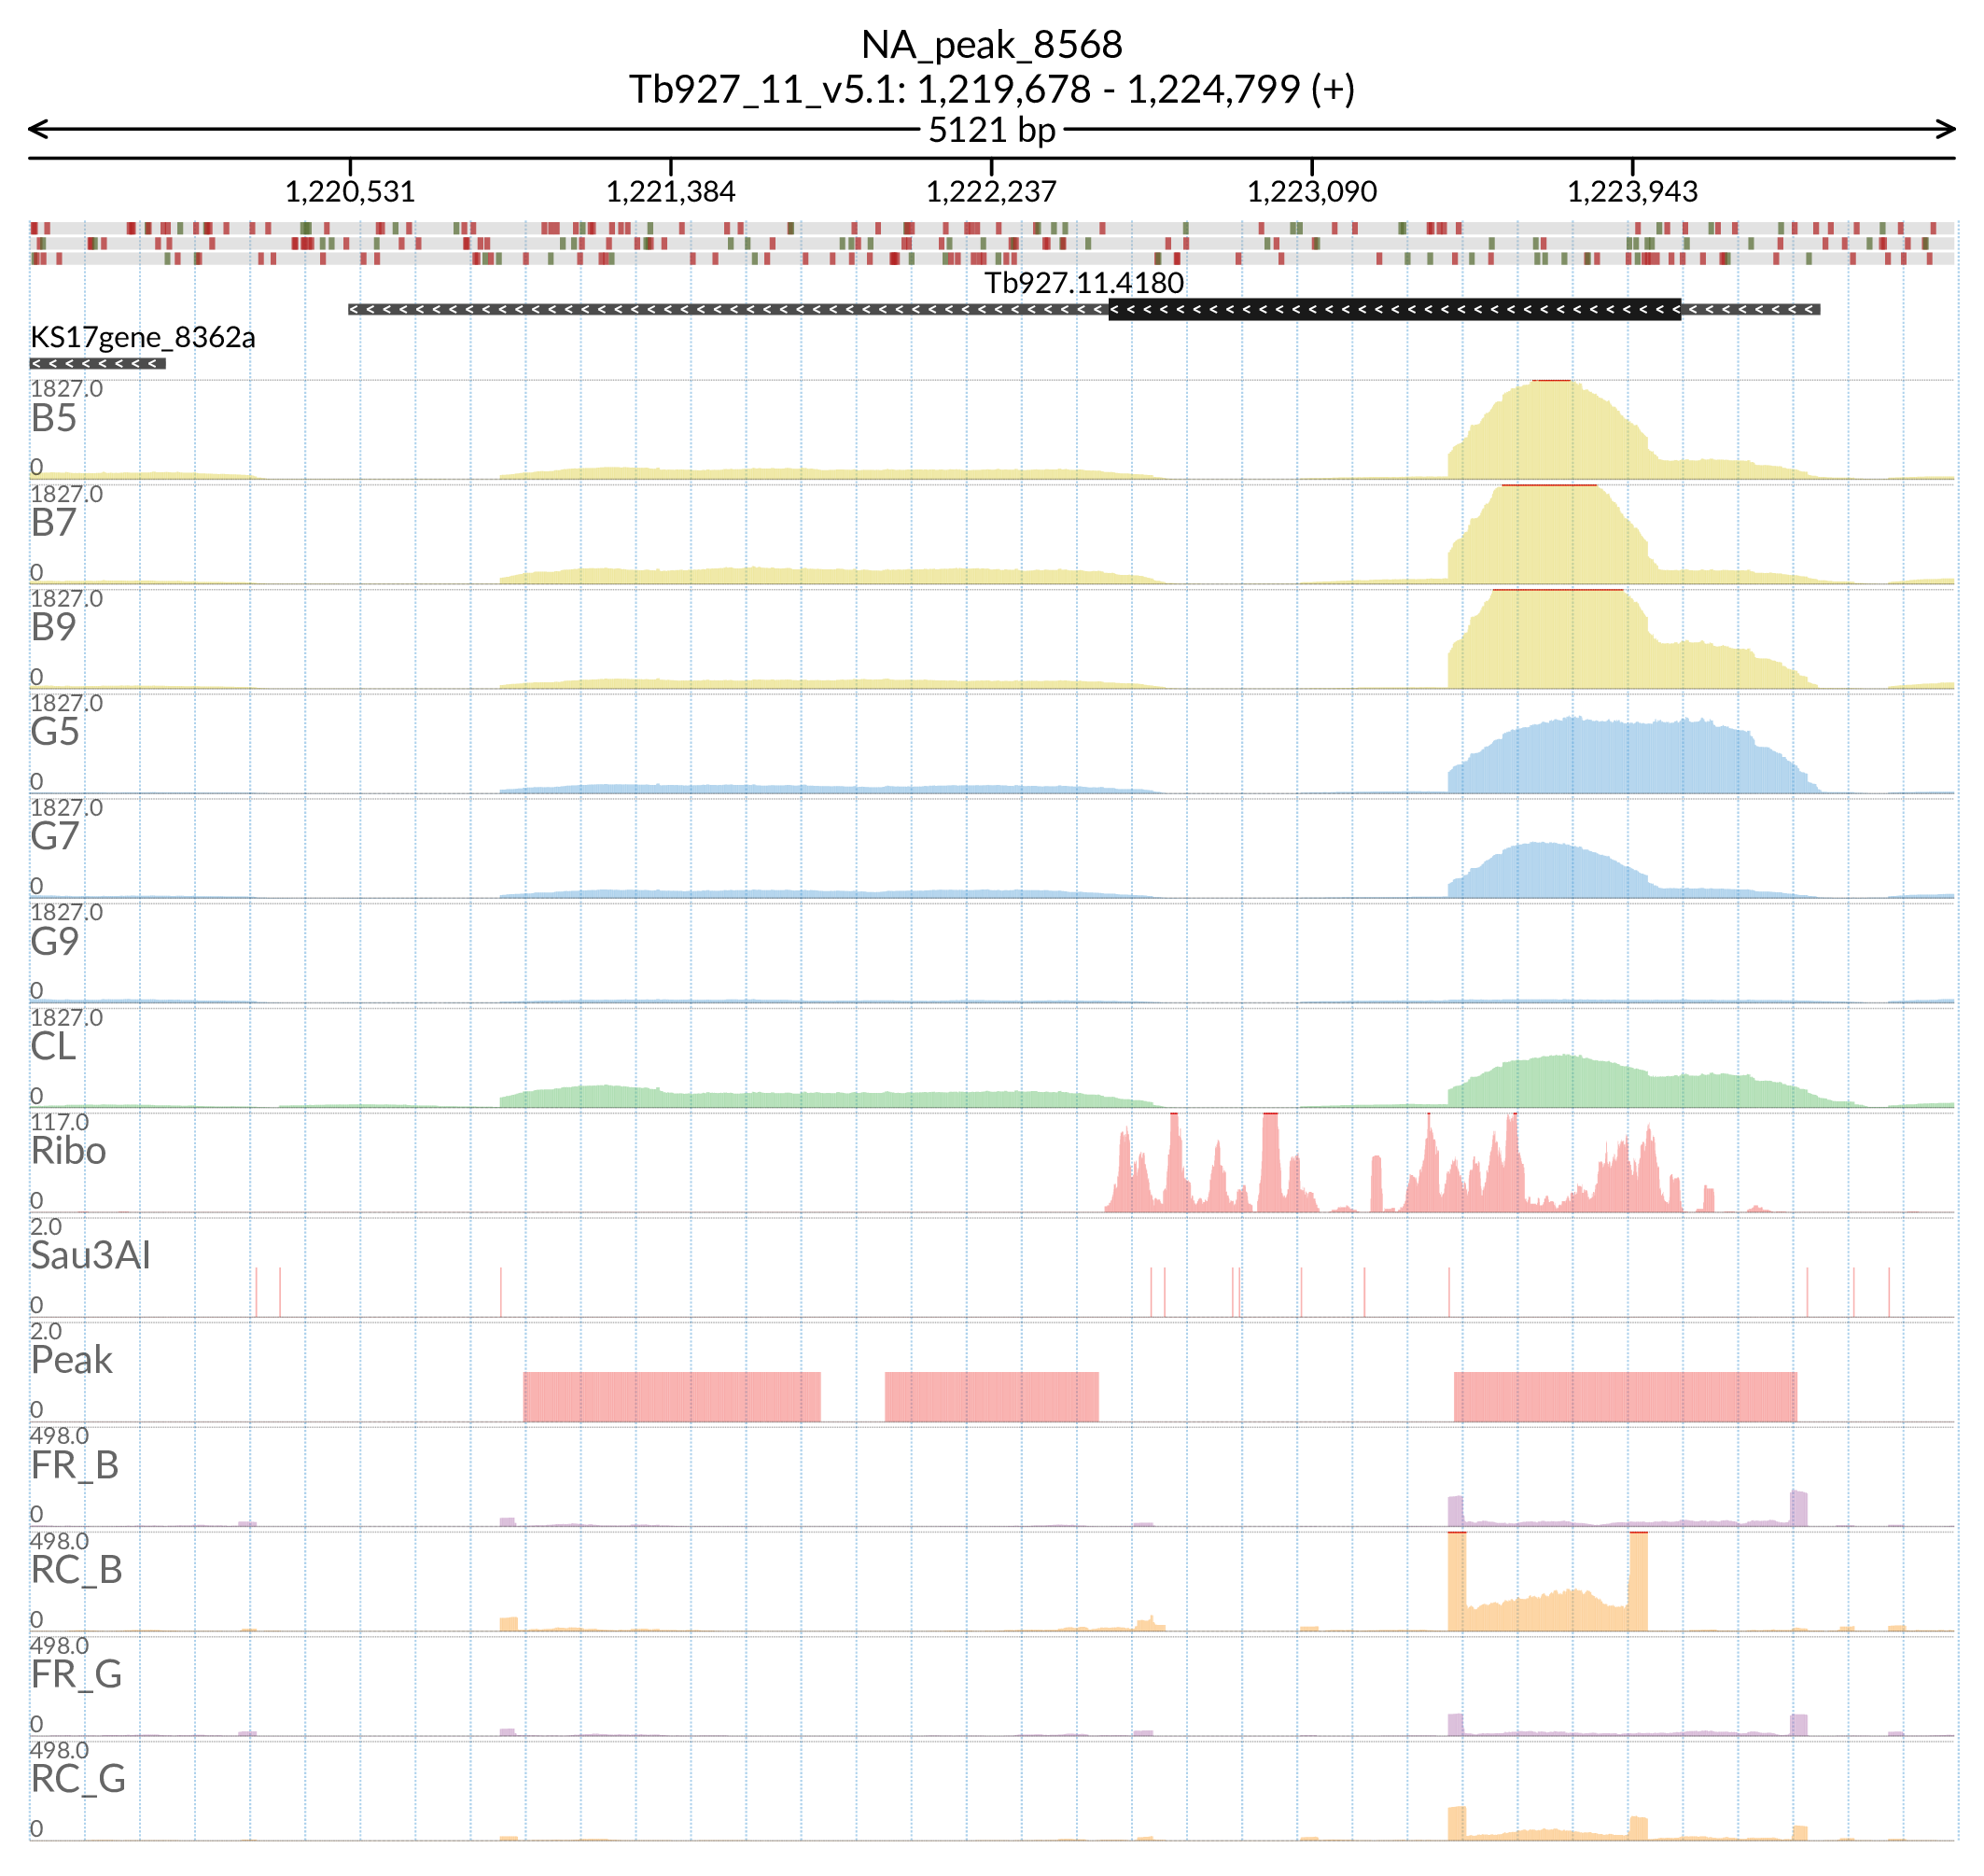 NA_peak_8568
Tb927_11_v5.1: 1,219,678 - 1,224,799 (+)
5121 bp
1,220,531 1,221,384 1,222,237 1,223,090 1,223,943
Tb927.11.4180
KS17gene_8362a
1827.0
B5
0
1827.0
B7
0
1827.0
B9
0
1827.0
G5
0
1827.0
G7
0
1827.0
G9
0
1827.0
CL
0
117.0
Ribo
0
2.0
Sau3AI
0
2.0
Peak
0
498.0
FR_B
0
498.0
RC_B
0
498.0
FR_G
0
498.0
RC_G
0